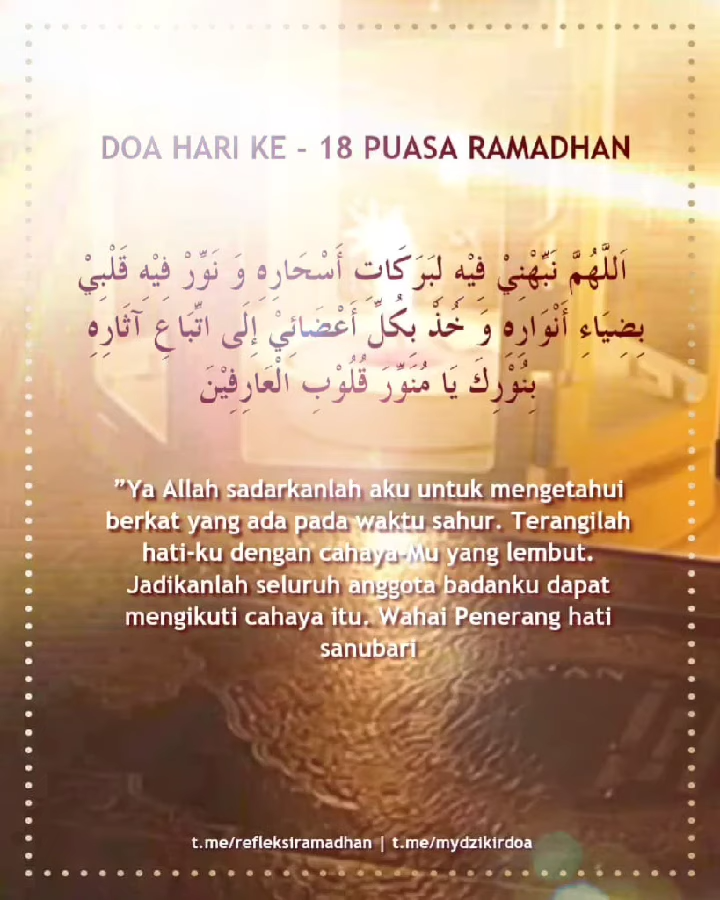 DOA HARI KE - 18 PUASA RAMADHAN
اَللَّهُمَّ نَبِّهْنِيْ فِيْهِ لِبَرَكَاتِ أَسْحَارِهِ وَ نَوِّرْ فِيْهِ قَلْبِيْ
بِضِيَاءِ أَنْوَارِهِ وَ خُذْ بِكُلِّ أَعْضَائِيْ إِلَى اتِّبَاعِ آثَارِهِ
بِنُوْرِكَ يَا مُنَوِّرَ قُلُوْبِ الْعَارِفِيْنَ
”Ya Allah sadarkanlah aku untuk mengetahui
berkat yang ada pada waktu sahur. Terangilah
hati-ku dengan cahaya-Mu yang lembut.
Jadikanlah seluruh anggota badanku dapat
mengikuti cahaya itu. Wahai Penerang hati
sanubari
t.me/refleksiramadhan | t.me/mydzikirdoa